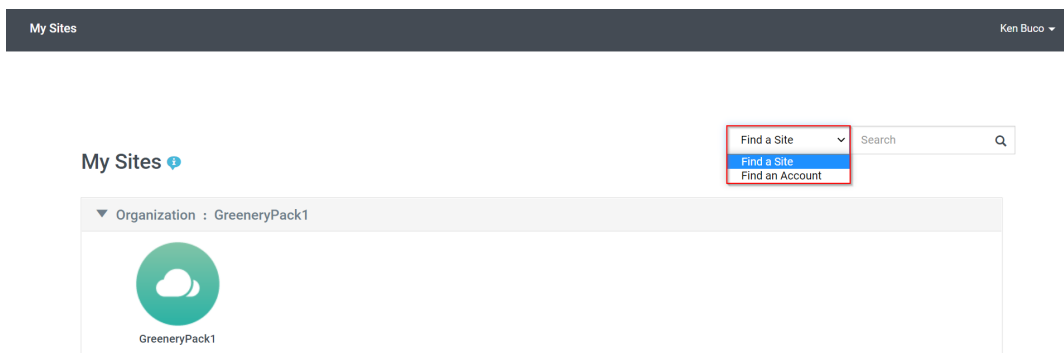 My Sites
Ken Buco
Find a Site
Search
Find a Site
Find an Account
My Sites
Organization : GreeneryPack1
GreeneryPack1